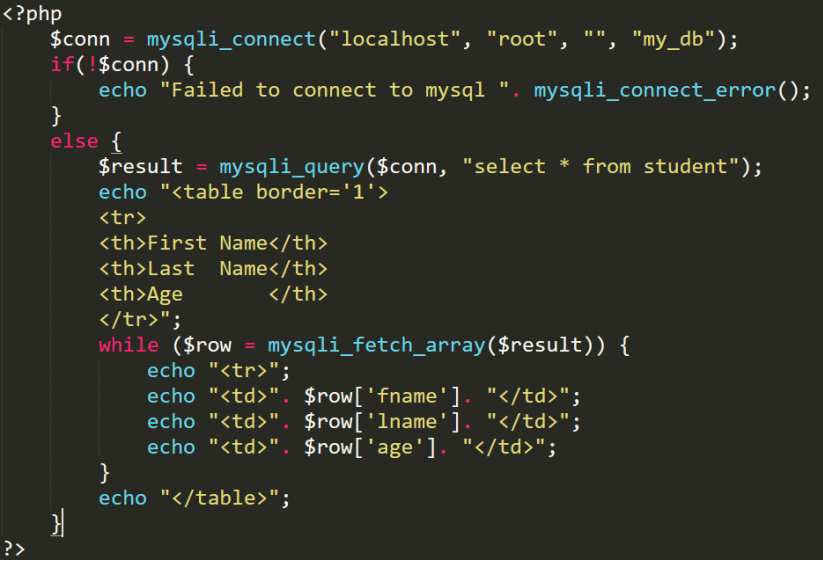 <?php
    $conn = mysqli_connect("localhost", "root", "", "my_db");
    if(!$conn) {
        echo "Failed to connect to mysql ". mysqli_connect_error();
    }
    else {
        $result = mysqli_query($conn, "select * from student");
        echo "<table border='1'>
        <tr>
        <th>First Name</th>
        <th>Last  Name</th>
        <th>Age       </th>
        </tr>";
        while ($row = mysqli_fetch_array($result)) {
            echo "<tr>";
            echo "<td>". $row['fname']. "</td>";
            echo "<td>". $row['lname']. "</td>";
            echo "<td>". $row['age']. "</td>";
        }
        echo "</table>";
    }
?>